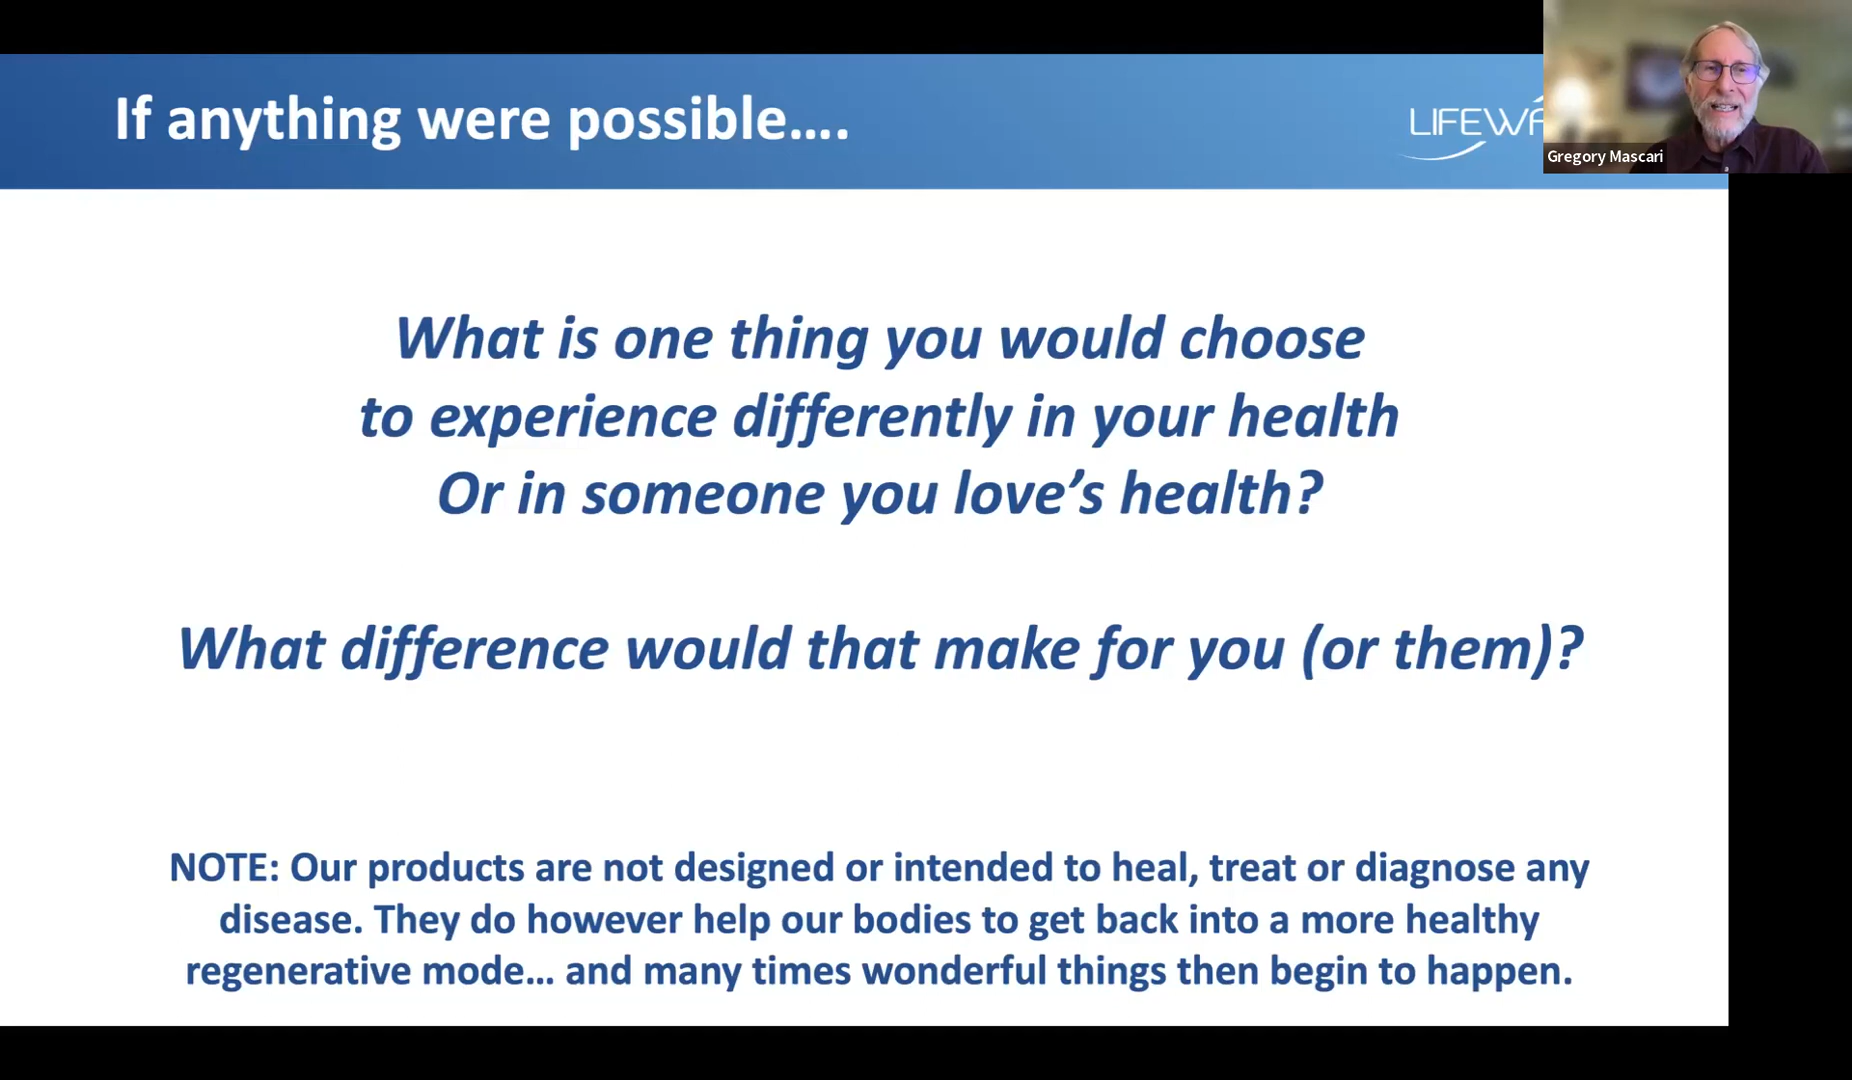 If anything were possible....
LIFEWA
Gregory Mascari
What is one thing you would choose
to experience differently in your health
Or in someone you love’s health?
What difference would that make for you (or them)?
NOTE: Our products are not designed or intended to heal, treat or diagnose any
disease. They do however help our bodies to get back into a more healthy
regenerative mode... and many times wonderful things then begin to happen.